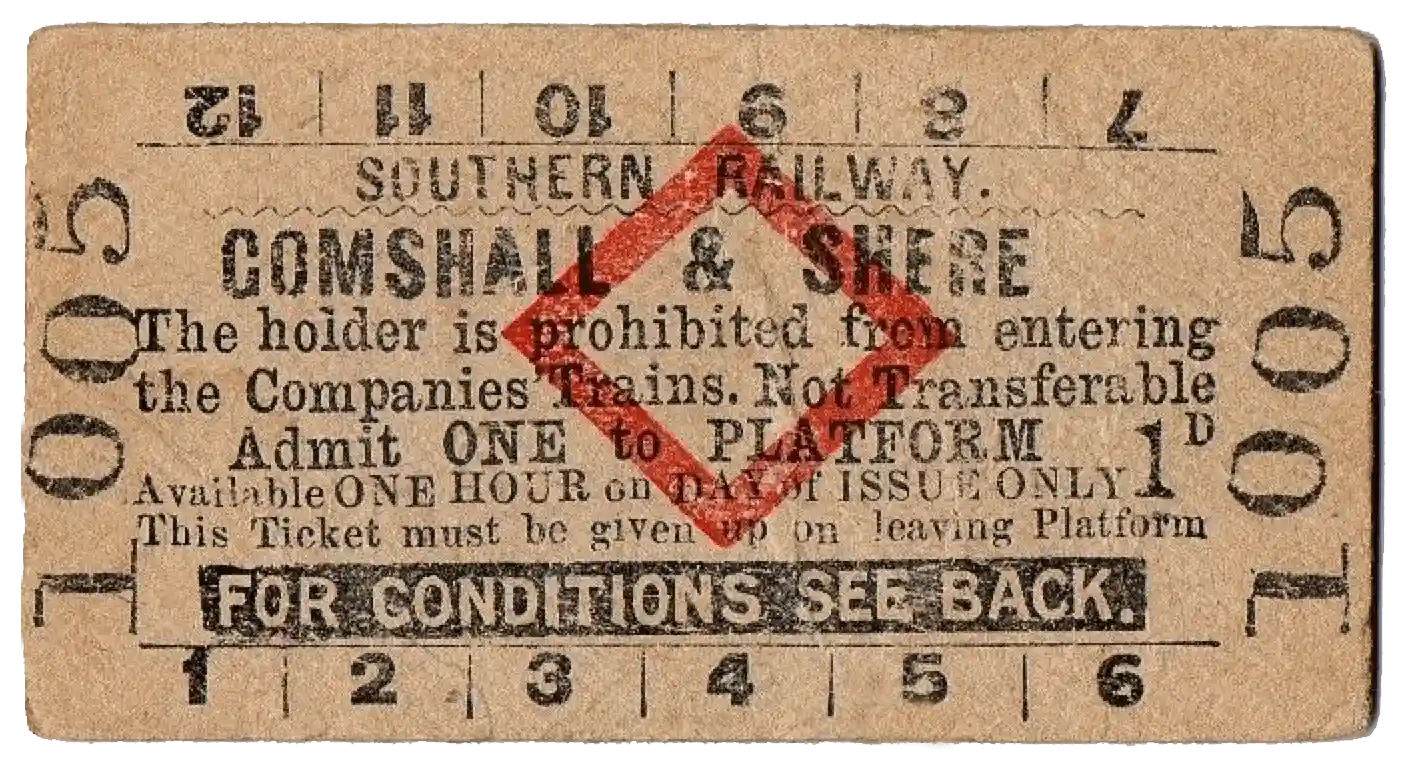 12 11 10 9 8 7
SOUTHERN RAILWAY.
GOMSHALL & SHERE
The holder is prohibited from entering
the Companies' Trains. Not Transferable
Admit ONE to PLATFORM 1D
Available ONE HOUR on DAY of ISSUE ONLY
This Ticket must be given up on leaving Platform
FOR CONDITIONS SEE BACK.
1 2 3 4 5 6
1005
1005